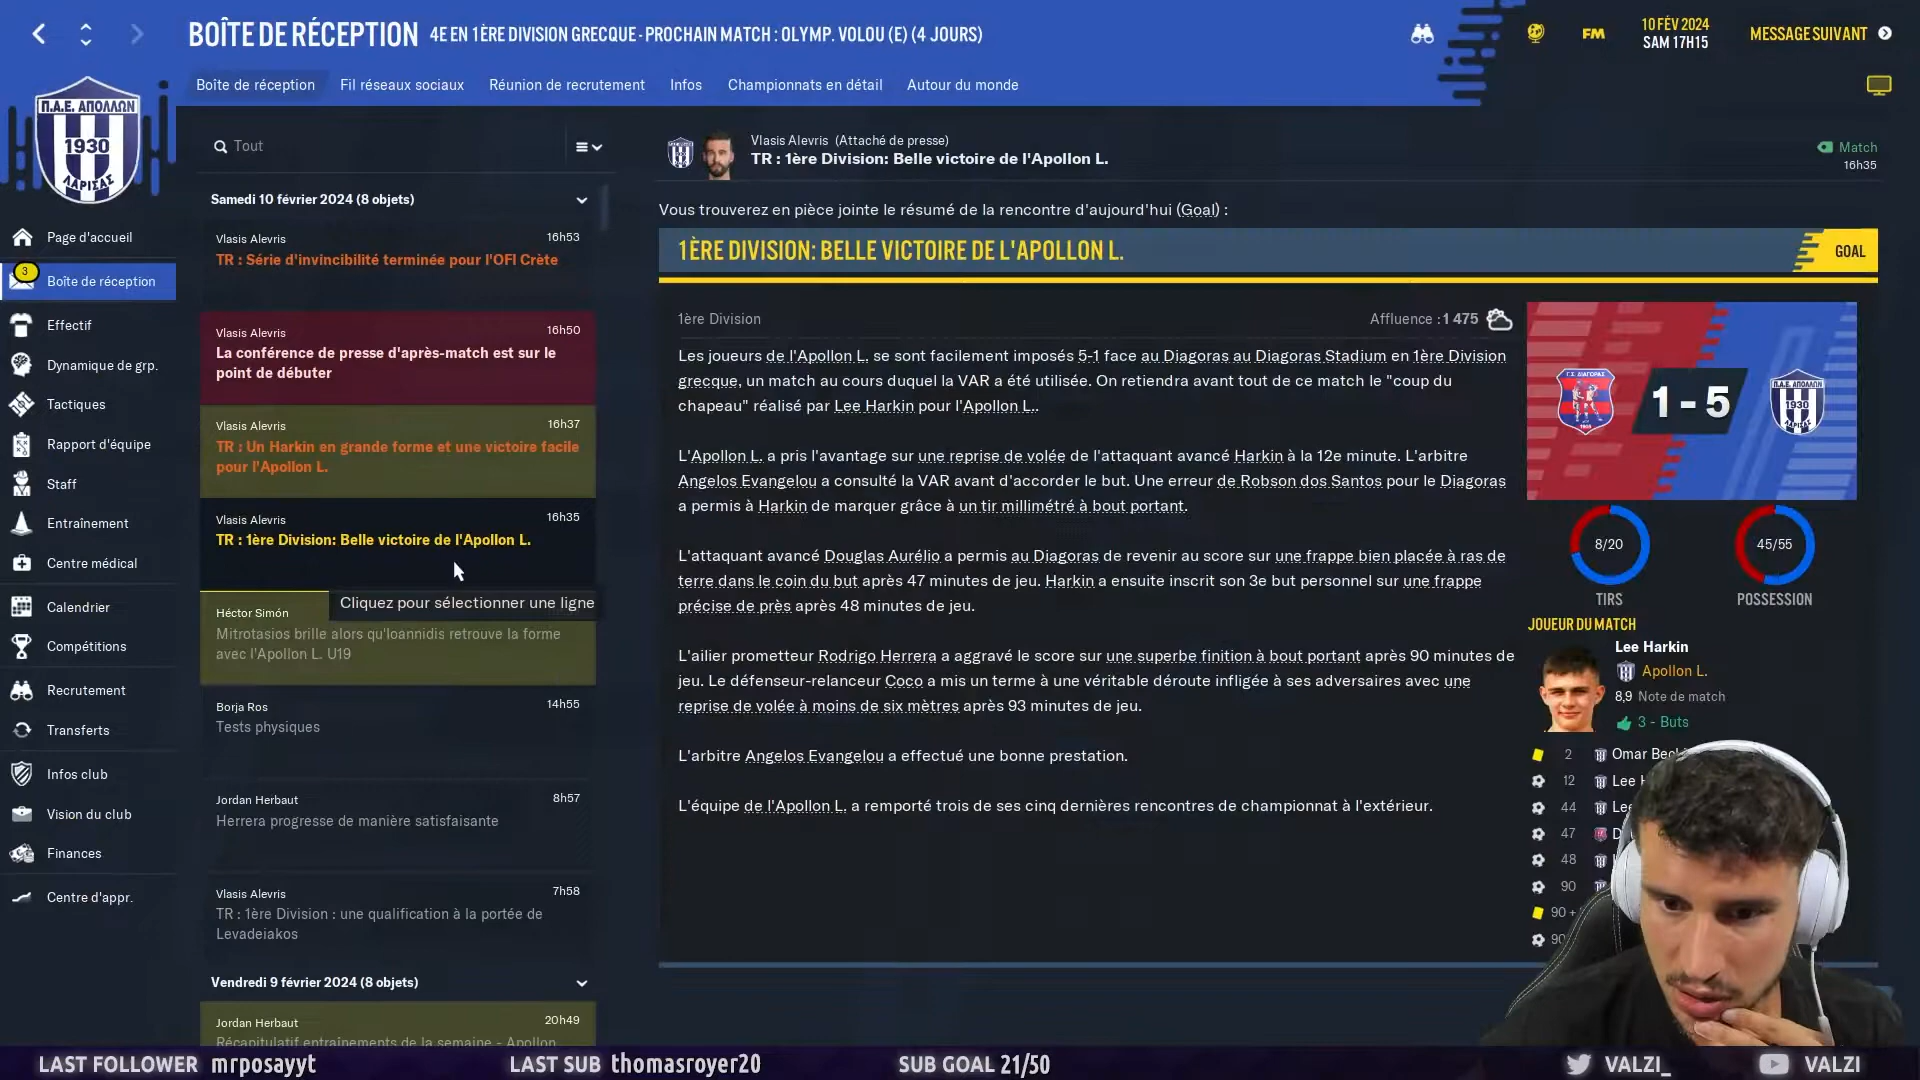 BOÎTE DE RÉCEPTION
4E EN 1ÈRE DIVISION GRECQUE - PROCHAIN MATCH : OLYMP. VOLOU (E) (4 JOURS)
FM
10 FÉV 2024
SAM 17H15
MESSAGE SUIVANT
Boîte de réception
Fil réseaux sociaux
Réunion de recrutement
Infos
Championnats en détail
Autour du monde
Π.Α.Ε. ΑΠΟΛΛΩΝ
1930
ΛΑΡΙΣΑΣ
Page d'accueil
3
Boîte de réception
Effectif
Dynamique de grp.
Tactiques
Rapport d'équipe
Staff
Entraînement
Centre médical
Calendrier
Compétitions
Recrutement
Transferts
Infos club
Vision du club
Finances
Centre d'appr.
Tout
Samedi 10 février 2024 (8 objets)
Vlasis Alevris 16h53
TR : Série d'invincibilité terminée pour l'OFI Crète
Vlasis Alevris 16h50
La conférence de presse d'après-match est sur le
point de débuter
Vlasis Alevris 16h37
TR : Un Harkin en grande forme et une victoire facile
pour l'Apollon L.
Vlasis Alevris 16h35
TR : 1ère Division: Belle victoire de l'Apollon L.
Cliquez pour sélectionner une ligne
Héctor Simón
Mitrotasios brille alors qu'Ioannidis retrouve la forme
avec l'Apollon L. U19
Borja Ros 14h55
Tests physiques
Jordan Herbaut 8h57
Herrera progresse de manière satisfaisante
Vlasis Alevris 7h58
TR : 1ère Division : une qualification à la portée de
Levadeiakos
Vendredi 9 février 2024 (8 objets)
Jordan Herbaut 20h49
Récapitulatif entraînements de la semaine - Apollon
Vlasis Alevris (Attaché de presse)
TR : 1ère Division: Belle victoire de l'Apollon L.
Match
16h35
Vous trouverez en pièce jointe le résumé de la rencontre d'aujourd'hui (Goal) :
1ÈRE DIVISION: BELLE VICTOIRE DE L'APOLLON L.
GOAL
1ère Division
Affluence : 1 475
Les joueurs de l'Apollon L. se sont facilement imposés 5-1 face au Diagoras au Diagoras Stadium en 1ère Division
grecque, un match au cours duquel la VAR a été utilisée. On retiendra avant tout de ce match le "coup du
chapeau" réalisé par Lee Harkin pour l'Apollon L..
L'Apollon L. a pris l'avantage sur une reprise de volée de l'attaquant avancé Harkin à la 12e minute. L'arbitre
Angelos Evangelou a consulté la VAR avant d'accorder le but. Une erreur de Robson dos Santos pour le Diagoras
a permis à Harkin de marquer grâce à un tir millimétré à bout portant.
L'attaquant avancé Douglas Aurélio a permis au Diagoras de revenir au score sur une frappe bien placée à ras de
terre dans le coin du but après 47 minutes de jeu. Harkin a ensuite inscrit son 3e but personnel sur une frappe
précise de près après 48 minutes de jeu.
L'ailier prometteur Rodrigo Herrera a aggravé le score sur une superbe finition à bout portant après 90 minutes de
jeu. Le défenseur-relanceur Coco a mis un terme à une véritable déroute infligée à ses adversaires avec une
reprise de volée à moins de six mètres après 93 minutes de jeu.
L'arbitre Angelos Evangelou a effectué une bonne prestation.
L'équipe de l'Apollon L. a remporté trois de ses cinq dernières rencontres de championnat à l'extérieur.
1 - 5
1930
8/20
TIRS
45/55
POSSESSION
JOUEUR DU MATCH
Lee Harkin
Apollon L.
8,9 Note de match
3 - Buts
2 Omar Bec
12 Lee H
44 Lee
47 D
48
90
90 +
90
LAST FOLLOWER mrposayyt
LAST SUB thomasroyer20
SUB GOAL 21/50
VALZI_
VALZI